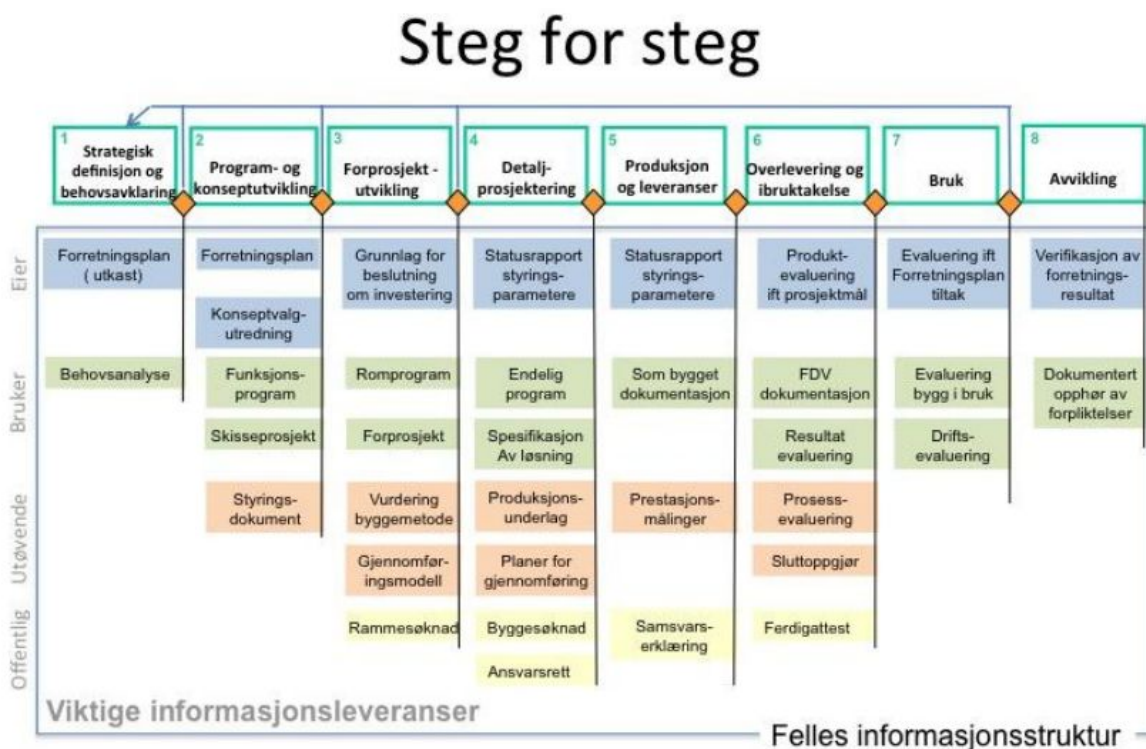 Steg for steg
1
Strategisk
definisjon og
behovsavklaring
2
Program- og
konseptutvikling
3
Forprosjekt -
utvikling
4
Detalj-
prosjektering
5
Produksjon
og leveranser
6
Overlevering og
ibruktakelse
7
Bruk
8
Avvikling
Eier
Forretningsplan
( utkast)
Forretningsplan
Konseptvalg-
utredning
Grunnlag for
beslutning
om investering
Statusrapport
styrings-
parametere
Statusrapport
styrings-
parametere
Produkt-
evaluering
ift prosjektmål
Evaluering ift
Forretningsplan
tiltak
Verifikasjon av
forretnings-
resultat
Bruker
Behovsanalyse
Funksjons-
program
Skisseprosjekt
Romprogram
Forprosjekt
Endelig
program
Spesifikasjon
Av løsning
Som bygget
dokumentasjon
FDV
dokumentasjon
Resultat
evaluering
Evaluering
bygg i bruk
Drifts-
evaluering
Dokumentert
opphør av
forpliktelser
Utøvende
Styrings-
dokument
Vurdering
byggemetode
Gjennomfør-
ingsmodell
Produksjons-
underlag
Planer for
gjennomføring
Prestasjons-
målinger
Prosess-
evaluering
Sluttoppgjør
Offentlig
Rammesøknad
Byggesøknad
Ansvarsrett
Samsvars-
erklæring
Ferdigattest
Viktige informasjonsleveranser
Felles informasjonsstruktur